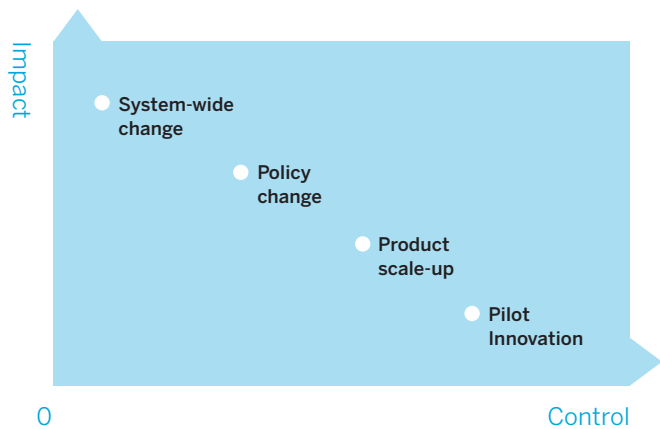 Impact
System-wide
change
Policy
change
Product
scale-up
Pilot
Innovation
0
Control